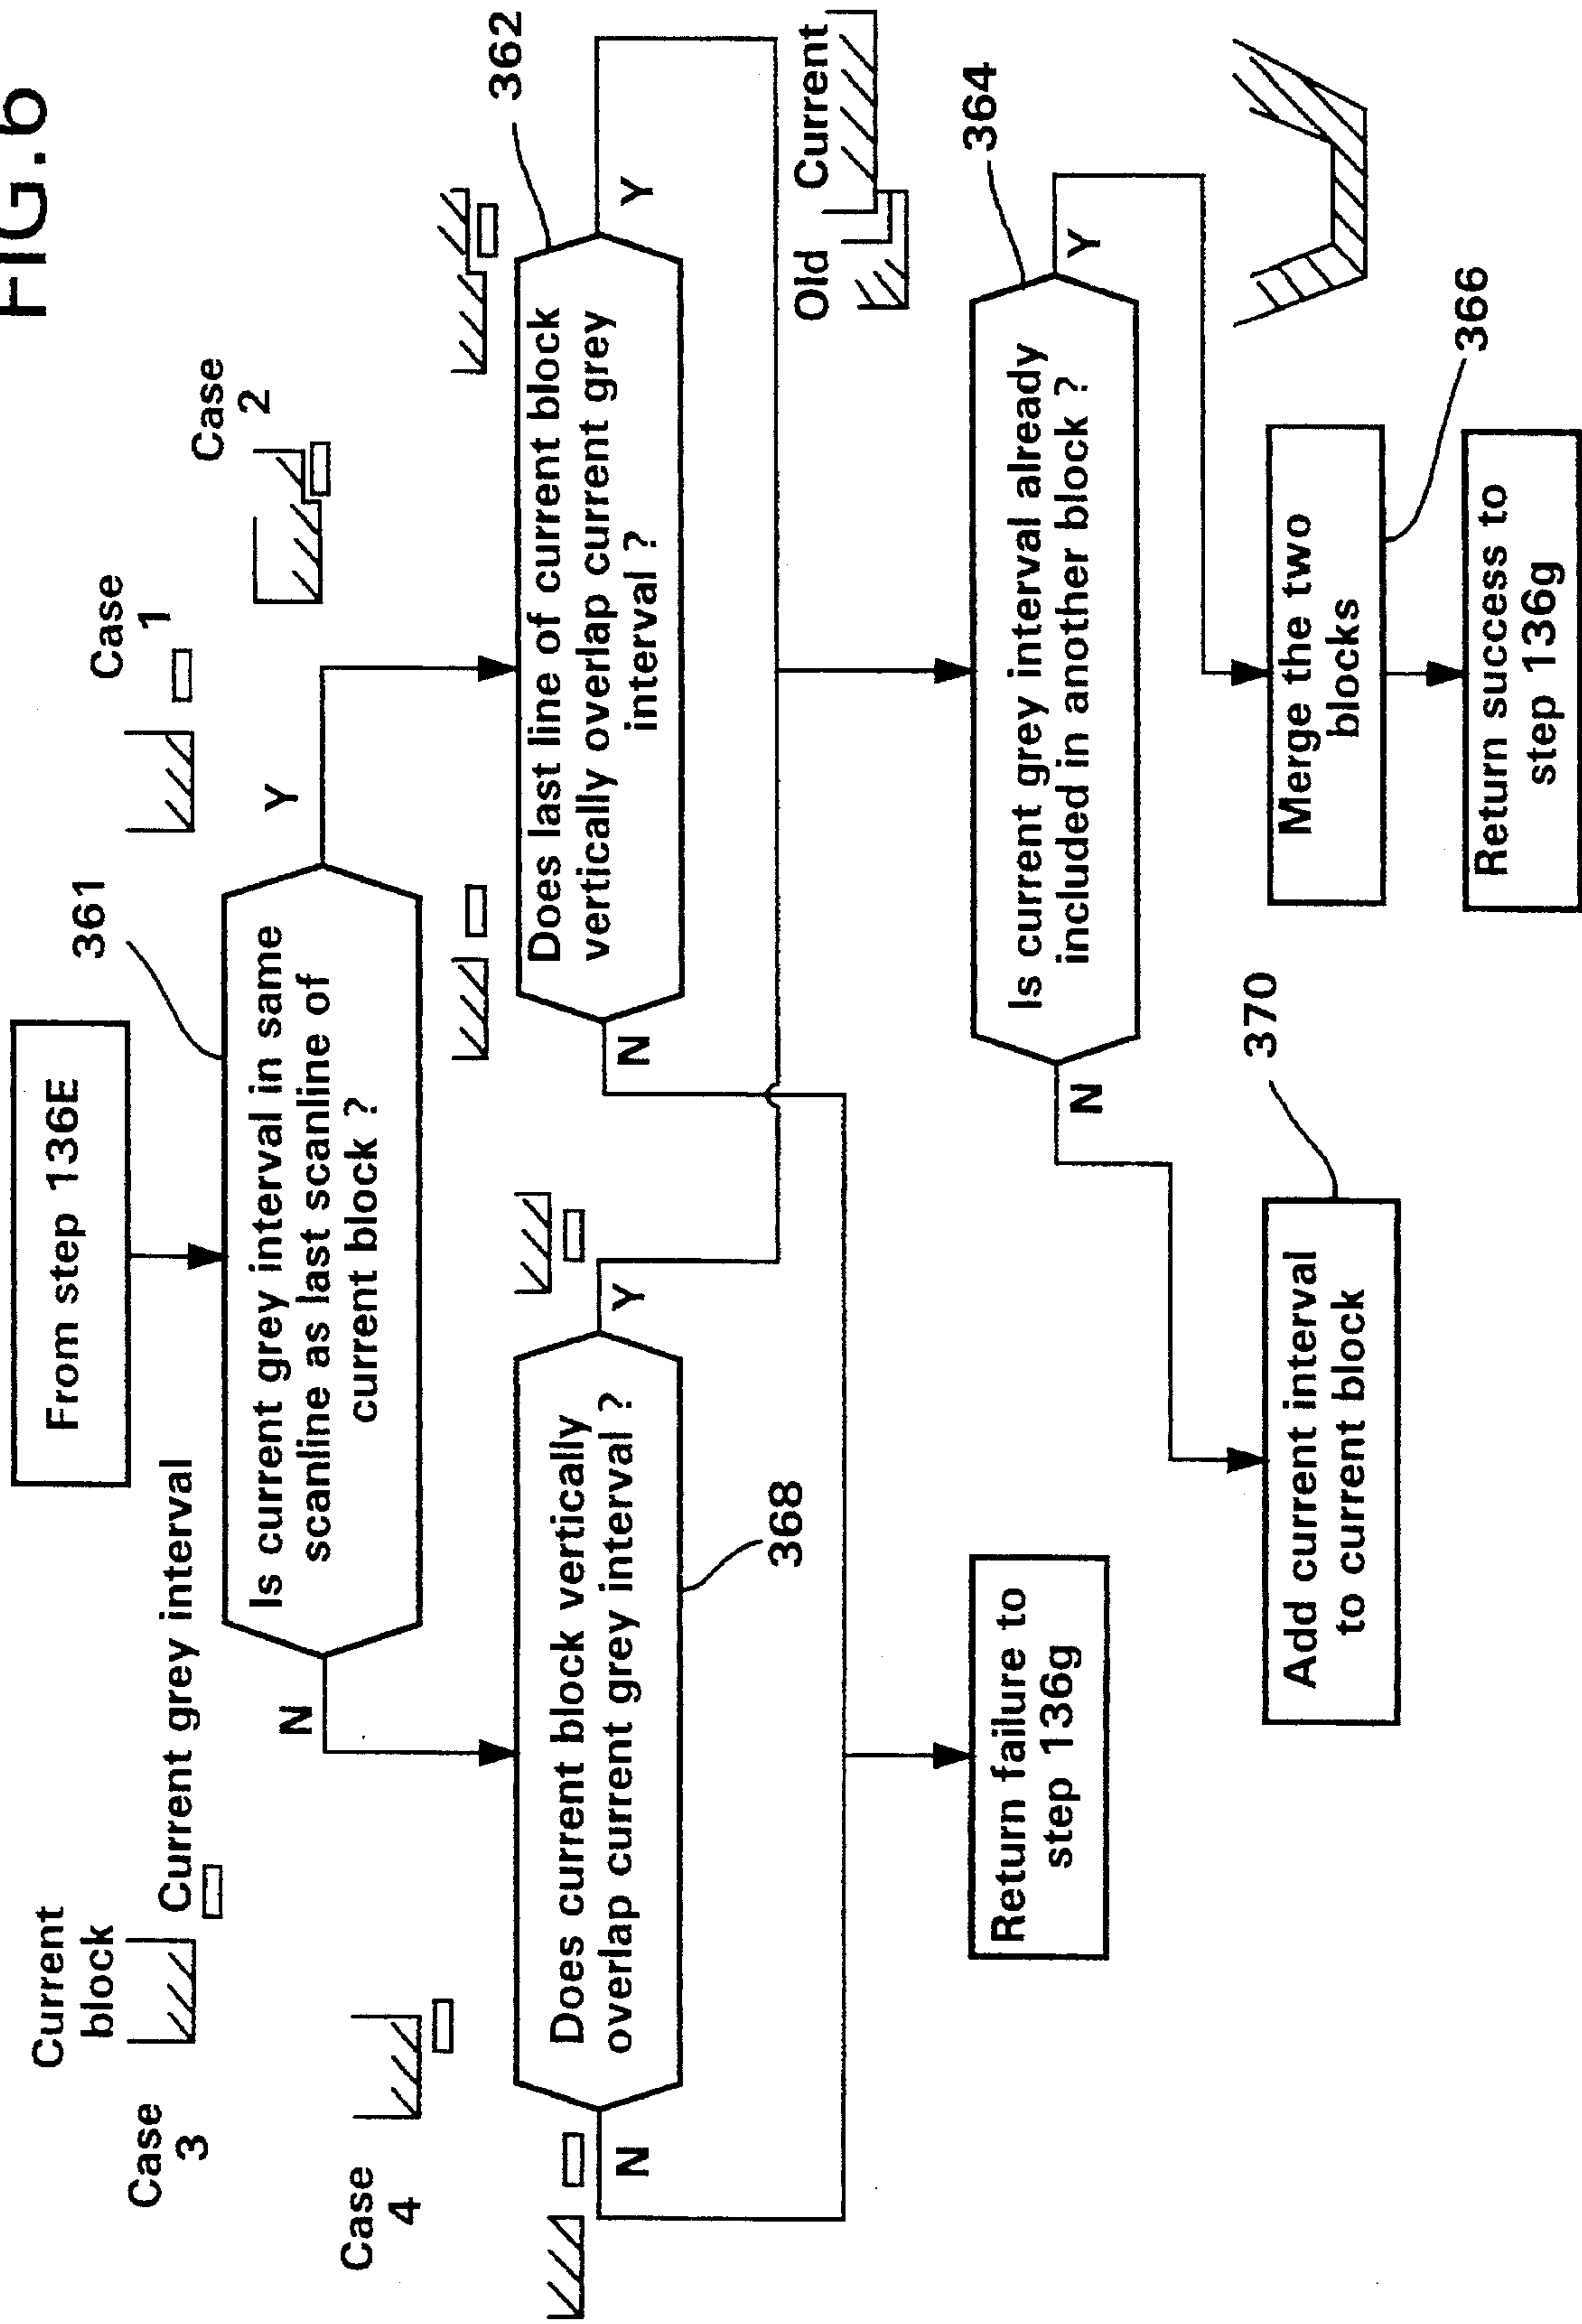 FIG.6
From step 136E
Current
block
Current grey interval
Case
3
361
Case
1
Case
2
Is current grey interval in same
scanline as last scanline of
current block ?
N
Y
Case
4
362
Does current block vertically
overlap current grey interval ?
N
Y
368
Does last line of current block
vertically overlap current grey
interval ?
N
Y
Old
Current
364
Return failure to
step 136g
Is current grey interval already
included in another block ?
N
Y
370
Add current interval
to current block
Merge the two
blocks
366
Return success to
step 136g